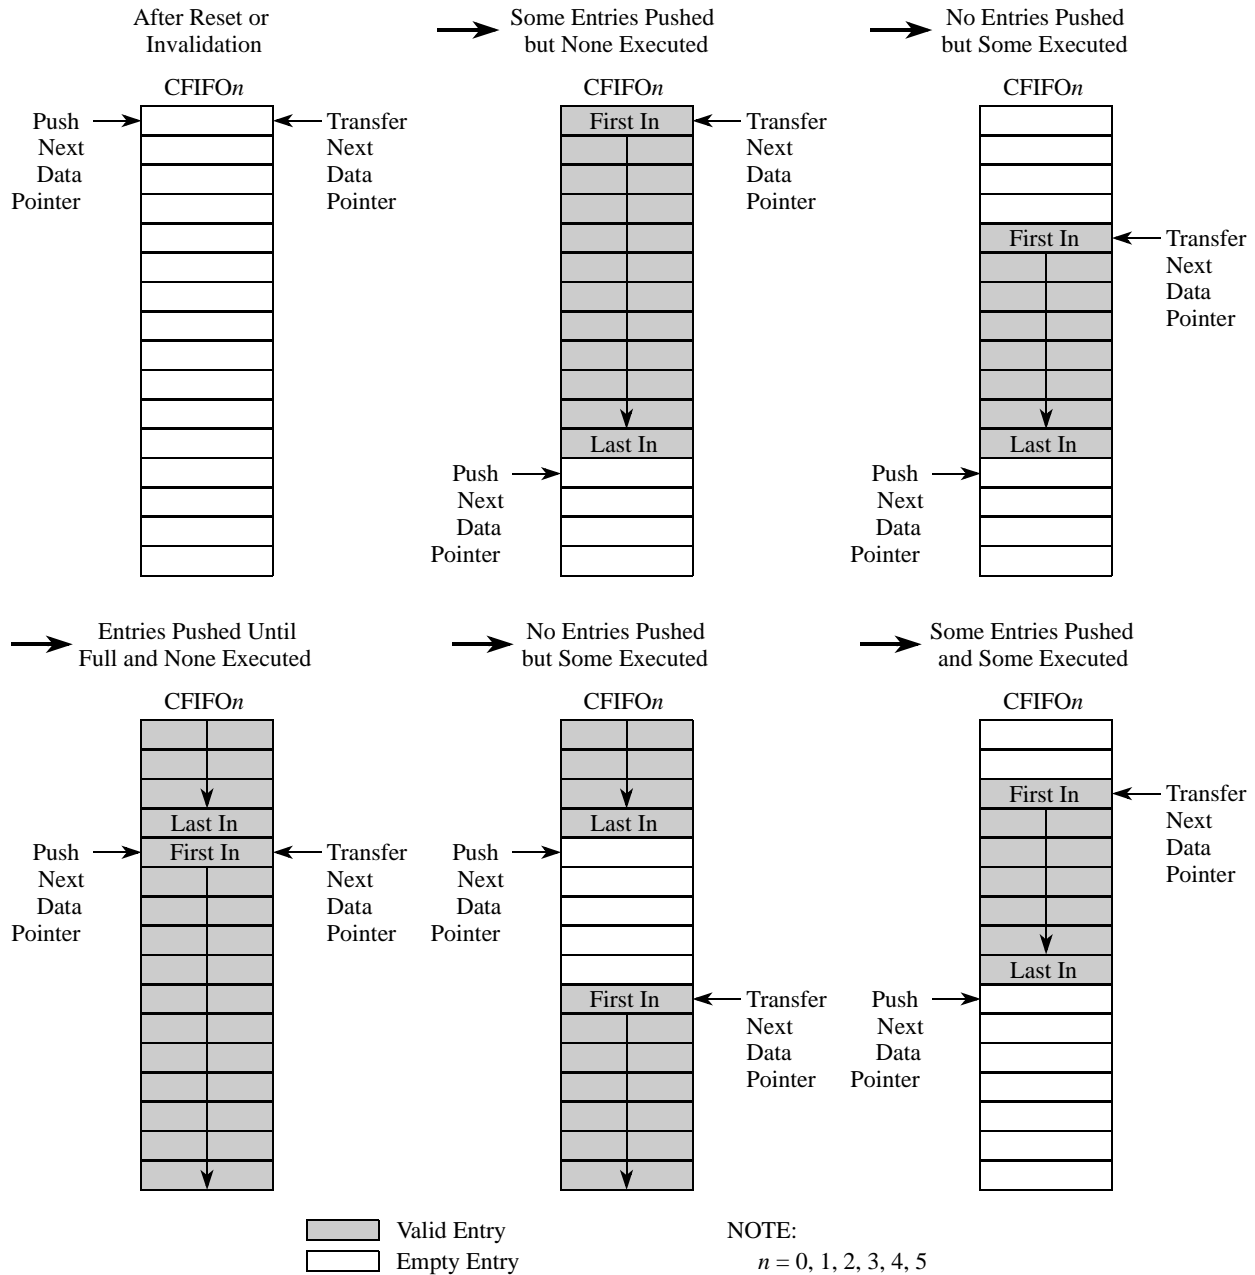 After Reset or
Invalidation
CFIFOn
Push
Next
Data
Pointer
Transfer
Next
Data
Pointer
Some Entries Pushed
but None Executed
CFIFOn
First In
Last In
Transfer
Next
Data
Pointer
Push
Next
Data
Pointer
No Entries Pushed
but Some Executed
CFIFOn
First In
Last In
Transfer
Next
Data
Pointer
Push
Next
Data
Pointer
Entries Pushed Until
Full and None Executed
CFIFOn
Last In
First In
Push
Next
Data
Pointer
Transfer
Next
Data
Pointer
No Entries Pushed
but Some Executed
CFIFOn
Last In
Push
Next
Data
Pointer
First In
Transfer
Next
Data
Pointer
Some Entries Pushed
and Some Executed
CFIFOn
First In
Transfer
Next
Data
Pointer
Last In
Push
Next
Data
Pointer
Valid Entry
Empty Entry
NOTE:
n = 0, 1, 2, 3, 4, 5